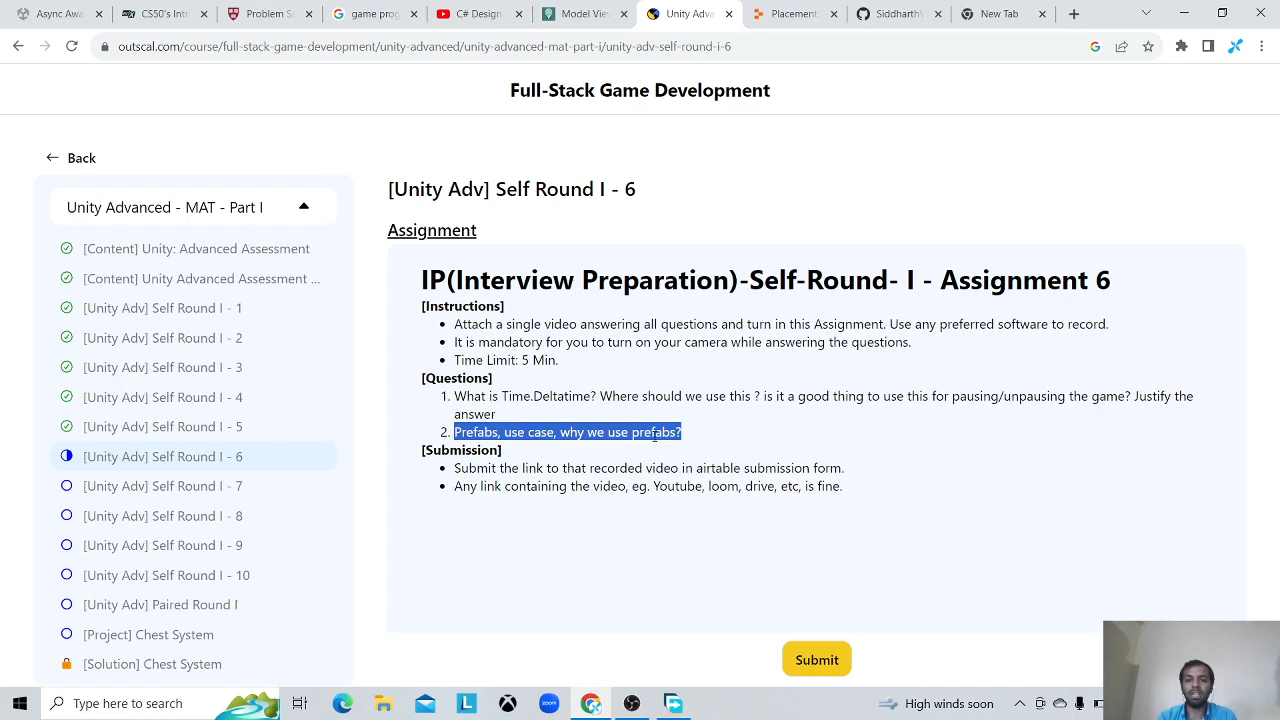 Async Awa
CS50's Intr
Problem Se
game prog
C# Design
Model View
Unity Adva
Placement
SiddharthV
New Tab
outscal.com/course/full-stack-game-development/unity-advanced/unity-advanced-mat-part-i/unity-adv-self-round-i-6
Full-Stack Game Development
Back
Unity Advanced - MAT - Part I
[Content] Unity: Advanced Assessment
[Content] Unity Advanced Assessment ...
[Unity Adv] Self Round I - 1
[Unity Adv] Self Round I - 2
[Unity Adv] Self Round I - 3
[Unity Adv] Self Round I - 4
[Unity Adv] Self Round I - 5
[Unity Adv] Self Round I - 6
[Unity Adv] Self Round I - 7
[Unity Adv] Self Round I - 8
[Unity Adv] Self Round I - 9
[Unity Adv] Self Round I - 10
[Unity Adv] Paired Round I
[Project] Chest System
[Solution] Chest System
[Unity Adv] Self Round I - 6
Assignment
IP(Interview Preparation)-Self-Round- I - Assignment 6
[Instructions]
• Attach a single video answering all questions and turn in this Assignment. Use any preferred software to record.
• It is mandatory for you to turn on your camera while answering the questions.
• Time Limit: 5 Min.
[Questions]
1. What is Time.Deltatime? Where should we use this ? is it a good thing to use this for pausing/unpausing the game? Justify the
answer
2. Prefabs, use case, why we use prefabs?
[Submission]
• Submit the link to that recorded video in airtable submission form.
• Any link containing the video, eg. Youtube, loom, drive, etc, is fine.
Submit
Type here to search
zoom
High winds soon